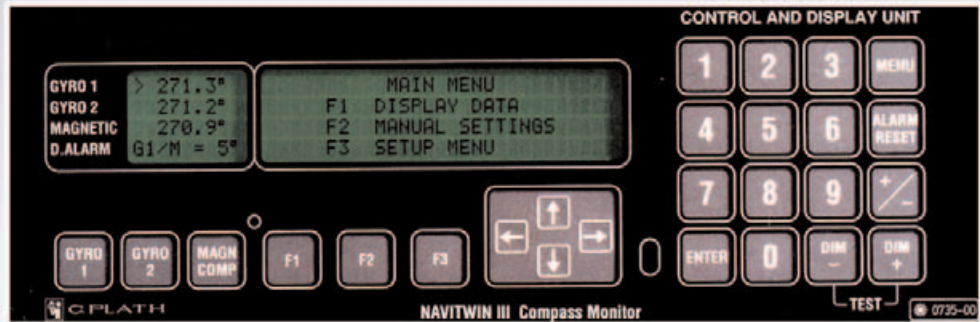 CONTROL AND DISPLAY UNIT
GYRO 1 > 271.3°
GYRO 2 271.2°
MAGNETIC 270.9°
D.ALARM G1/M = 5°
MAIN MENU
F1 DISPLAY DATA
F2 MANUAL SETTINGS
F3 SETUP MENU
1 2 3 MENU
4 5 6 ALARM RESET
7 8 9 +/-
ENTER 0 DIM - DIM +
TEST
GYRO 1
GYRO 2
MAGN COMP
F1 F2 F3
C. PLATH
NAVITWIN III Compass Monitor
0735-00